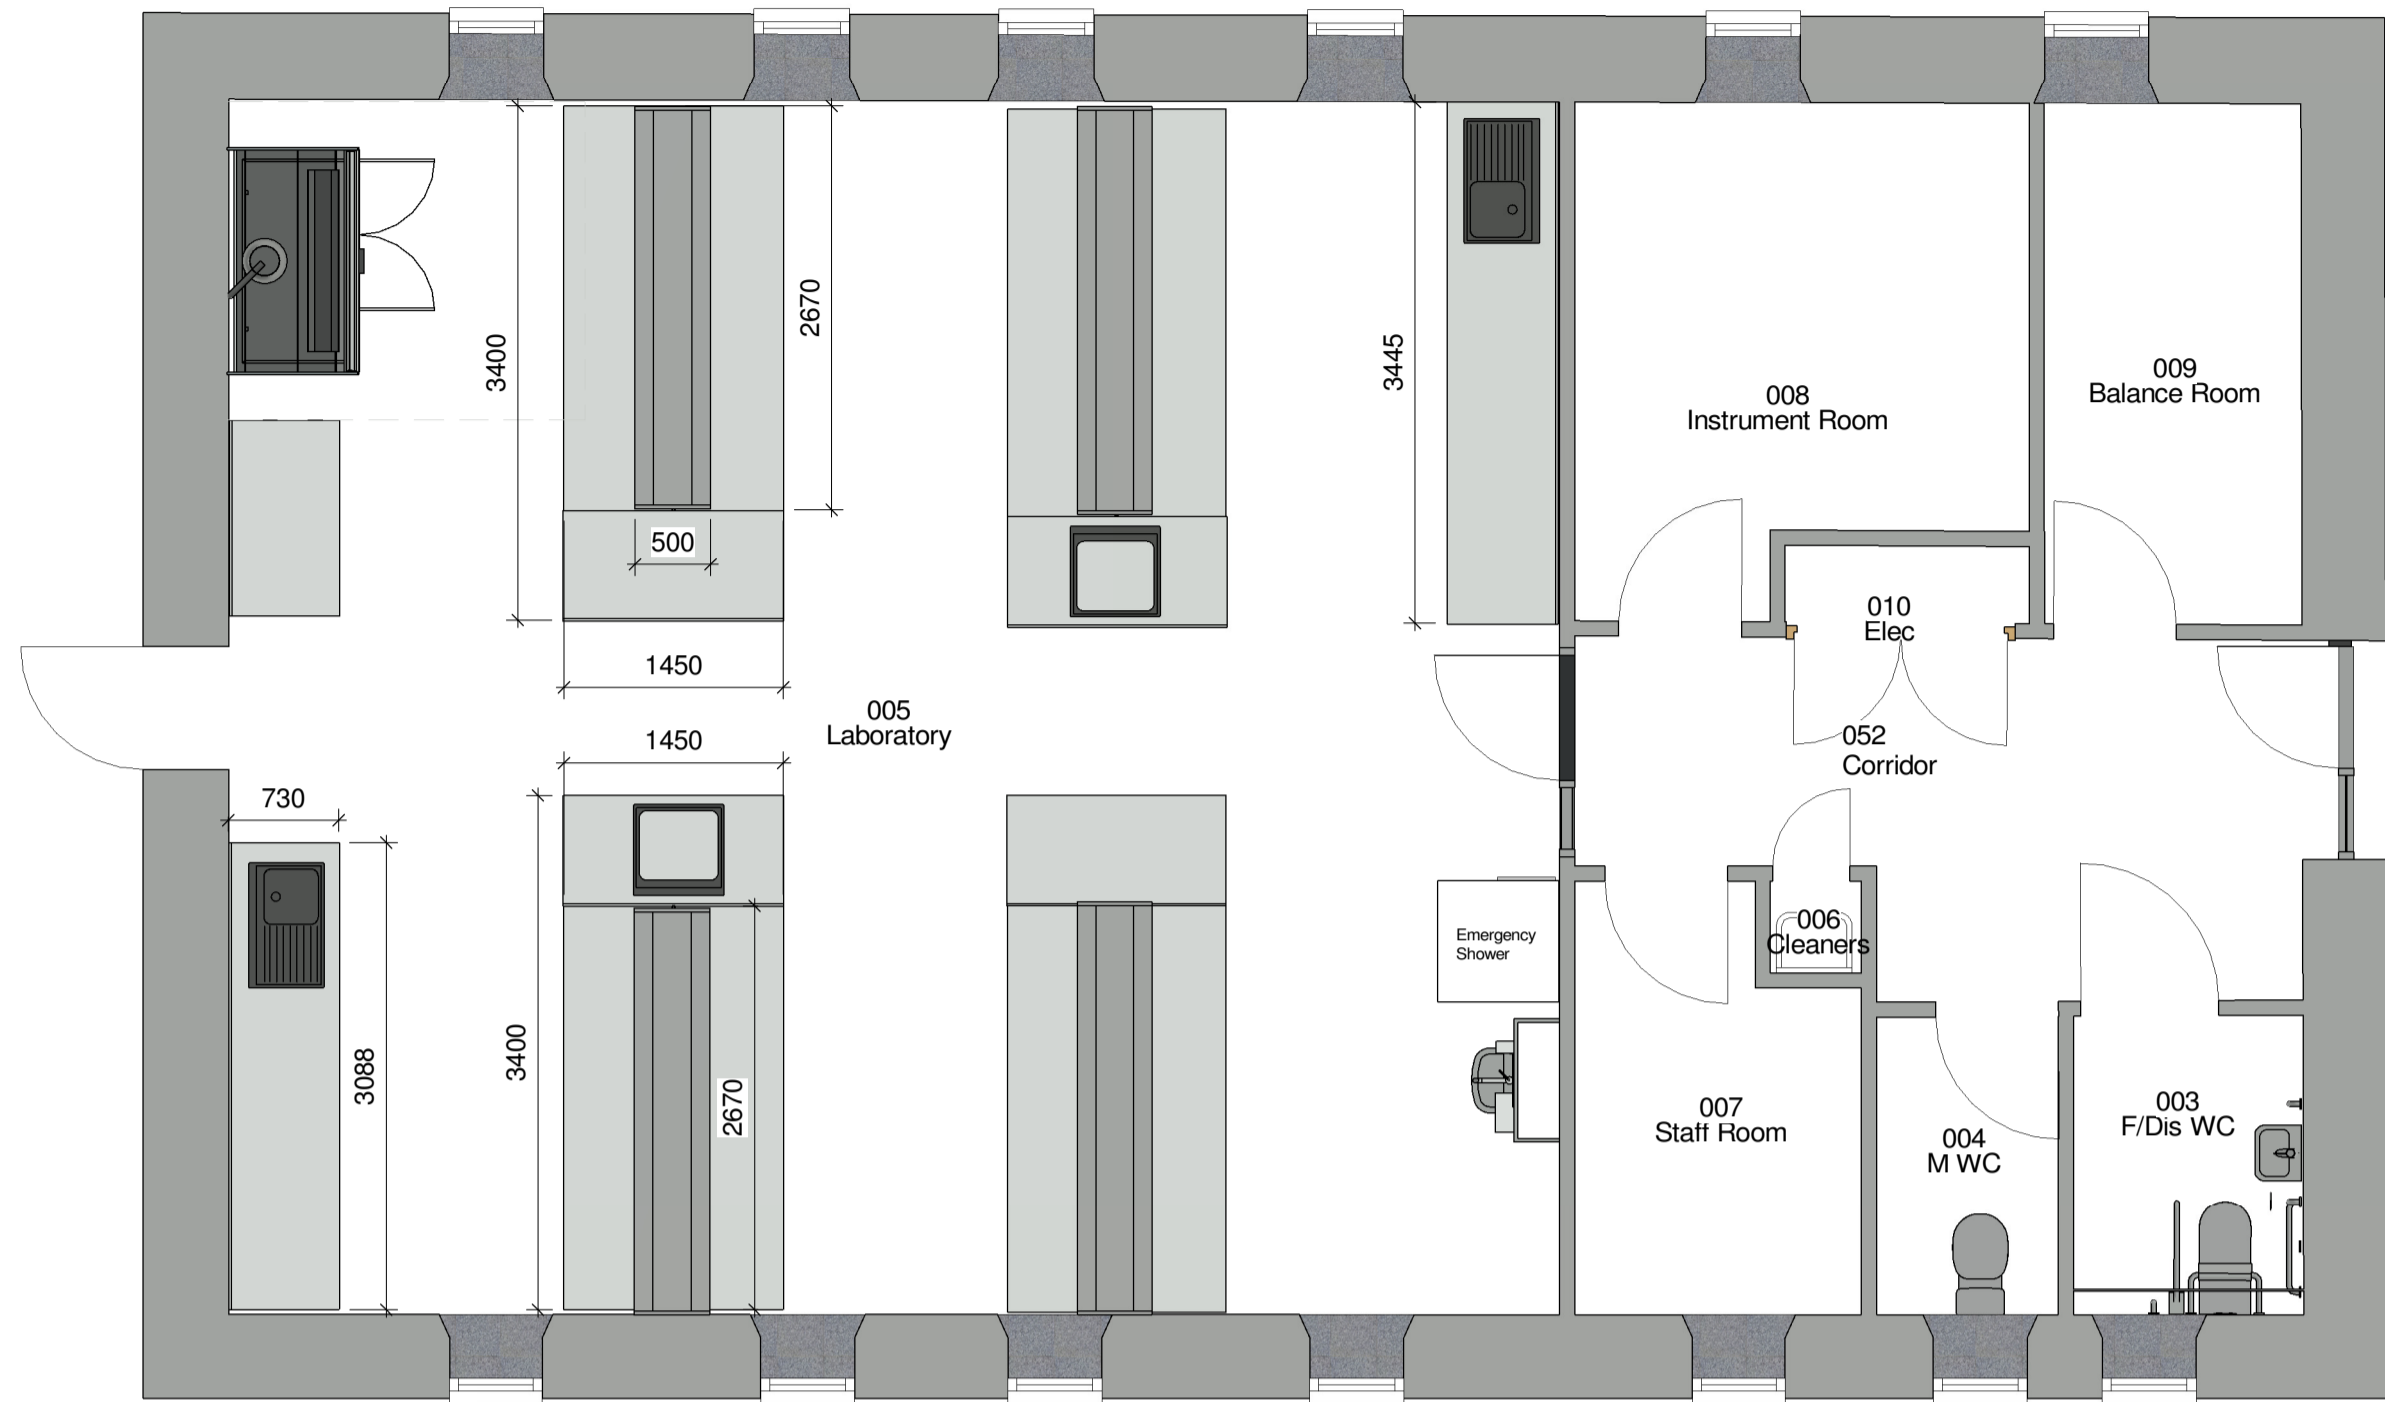 3400
2670
500
1450
3445
008
Instrument Room
009
Balance Room
010
Elec
005
Laboratory
052
Corridor
1450
730
3088
3400
2670
Emergency
Shower
006
Cleaners
007
Staff Room
004
M WC
003
F/Dis WC